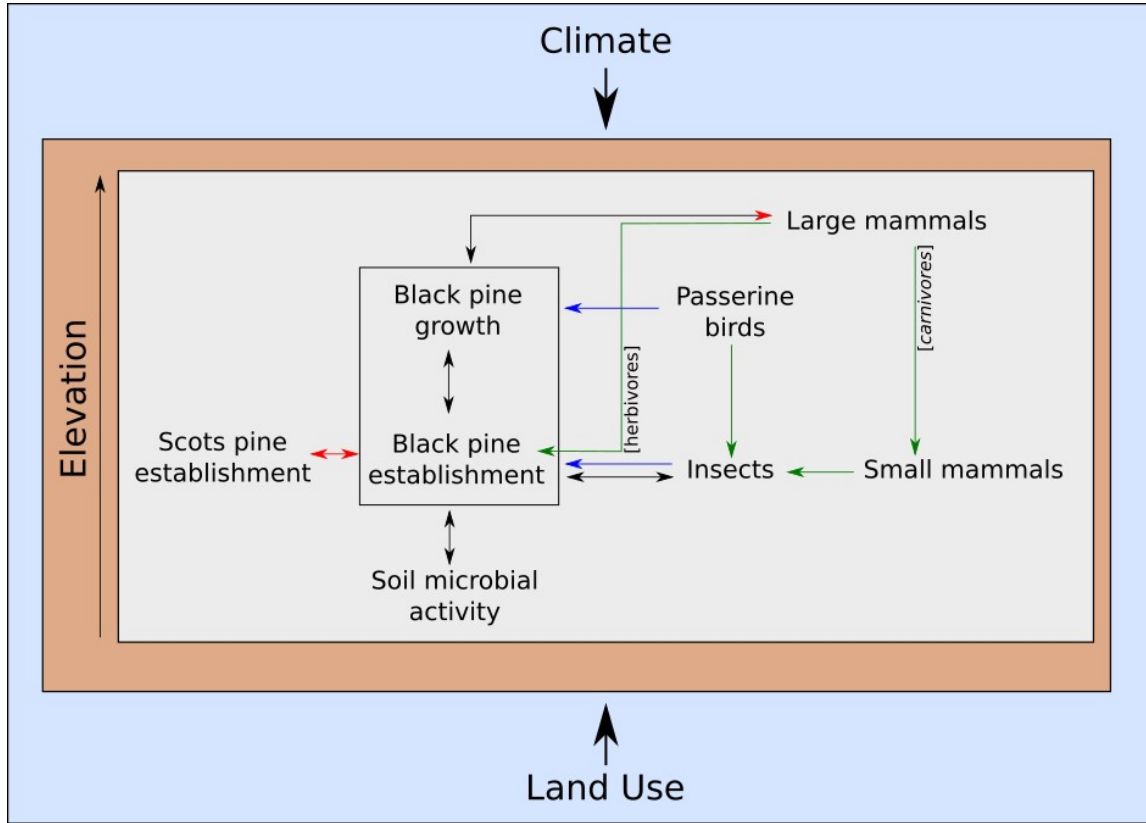 Climate
Elevation
Large mammals
Black pine
growth
Passerine
birds
[carnivores]
[herbivores]
Scots pine
establishment
Black pine
establishment
Insects
Small mammals
Soil microbial
activity
Land Use